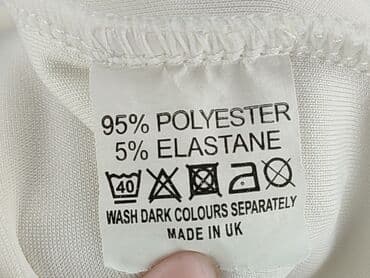 95% POLYESTER
5% ELASTANE
40
WASH DARK COLOURS SEPARATELY
MADE IN UK